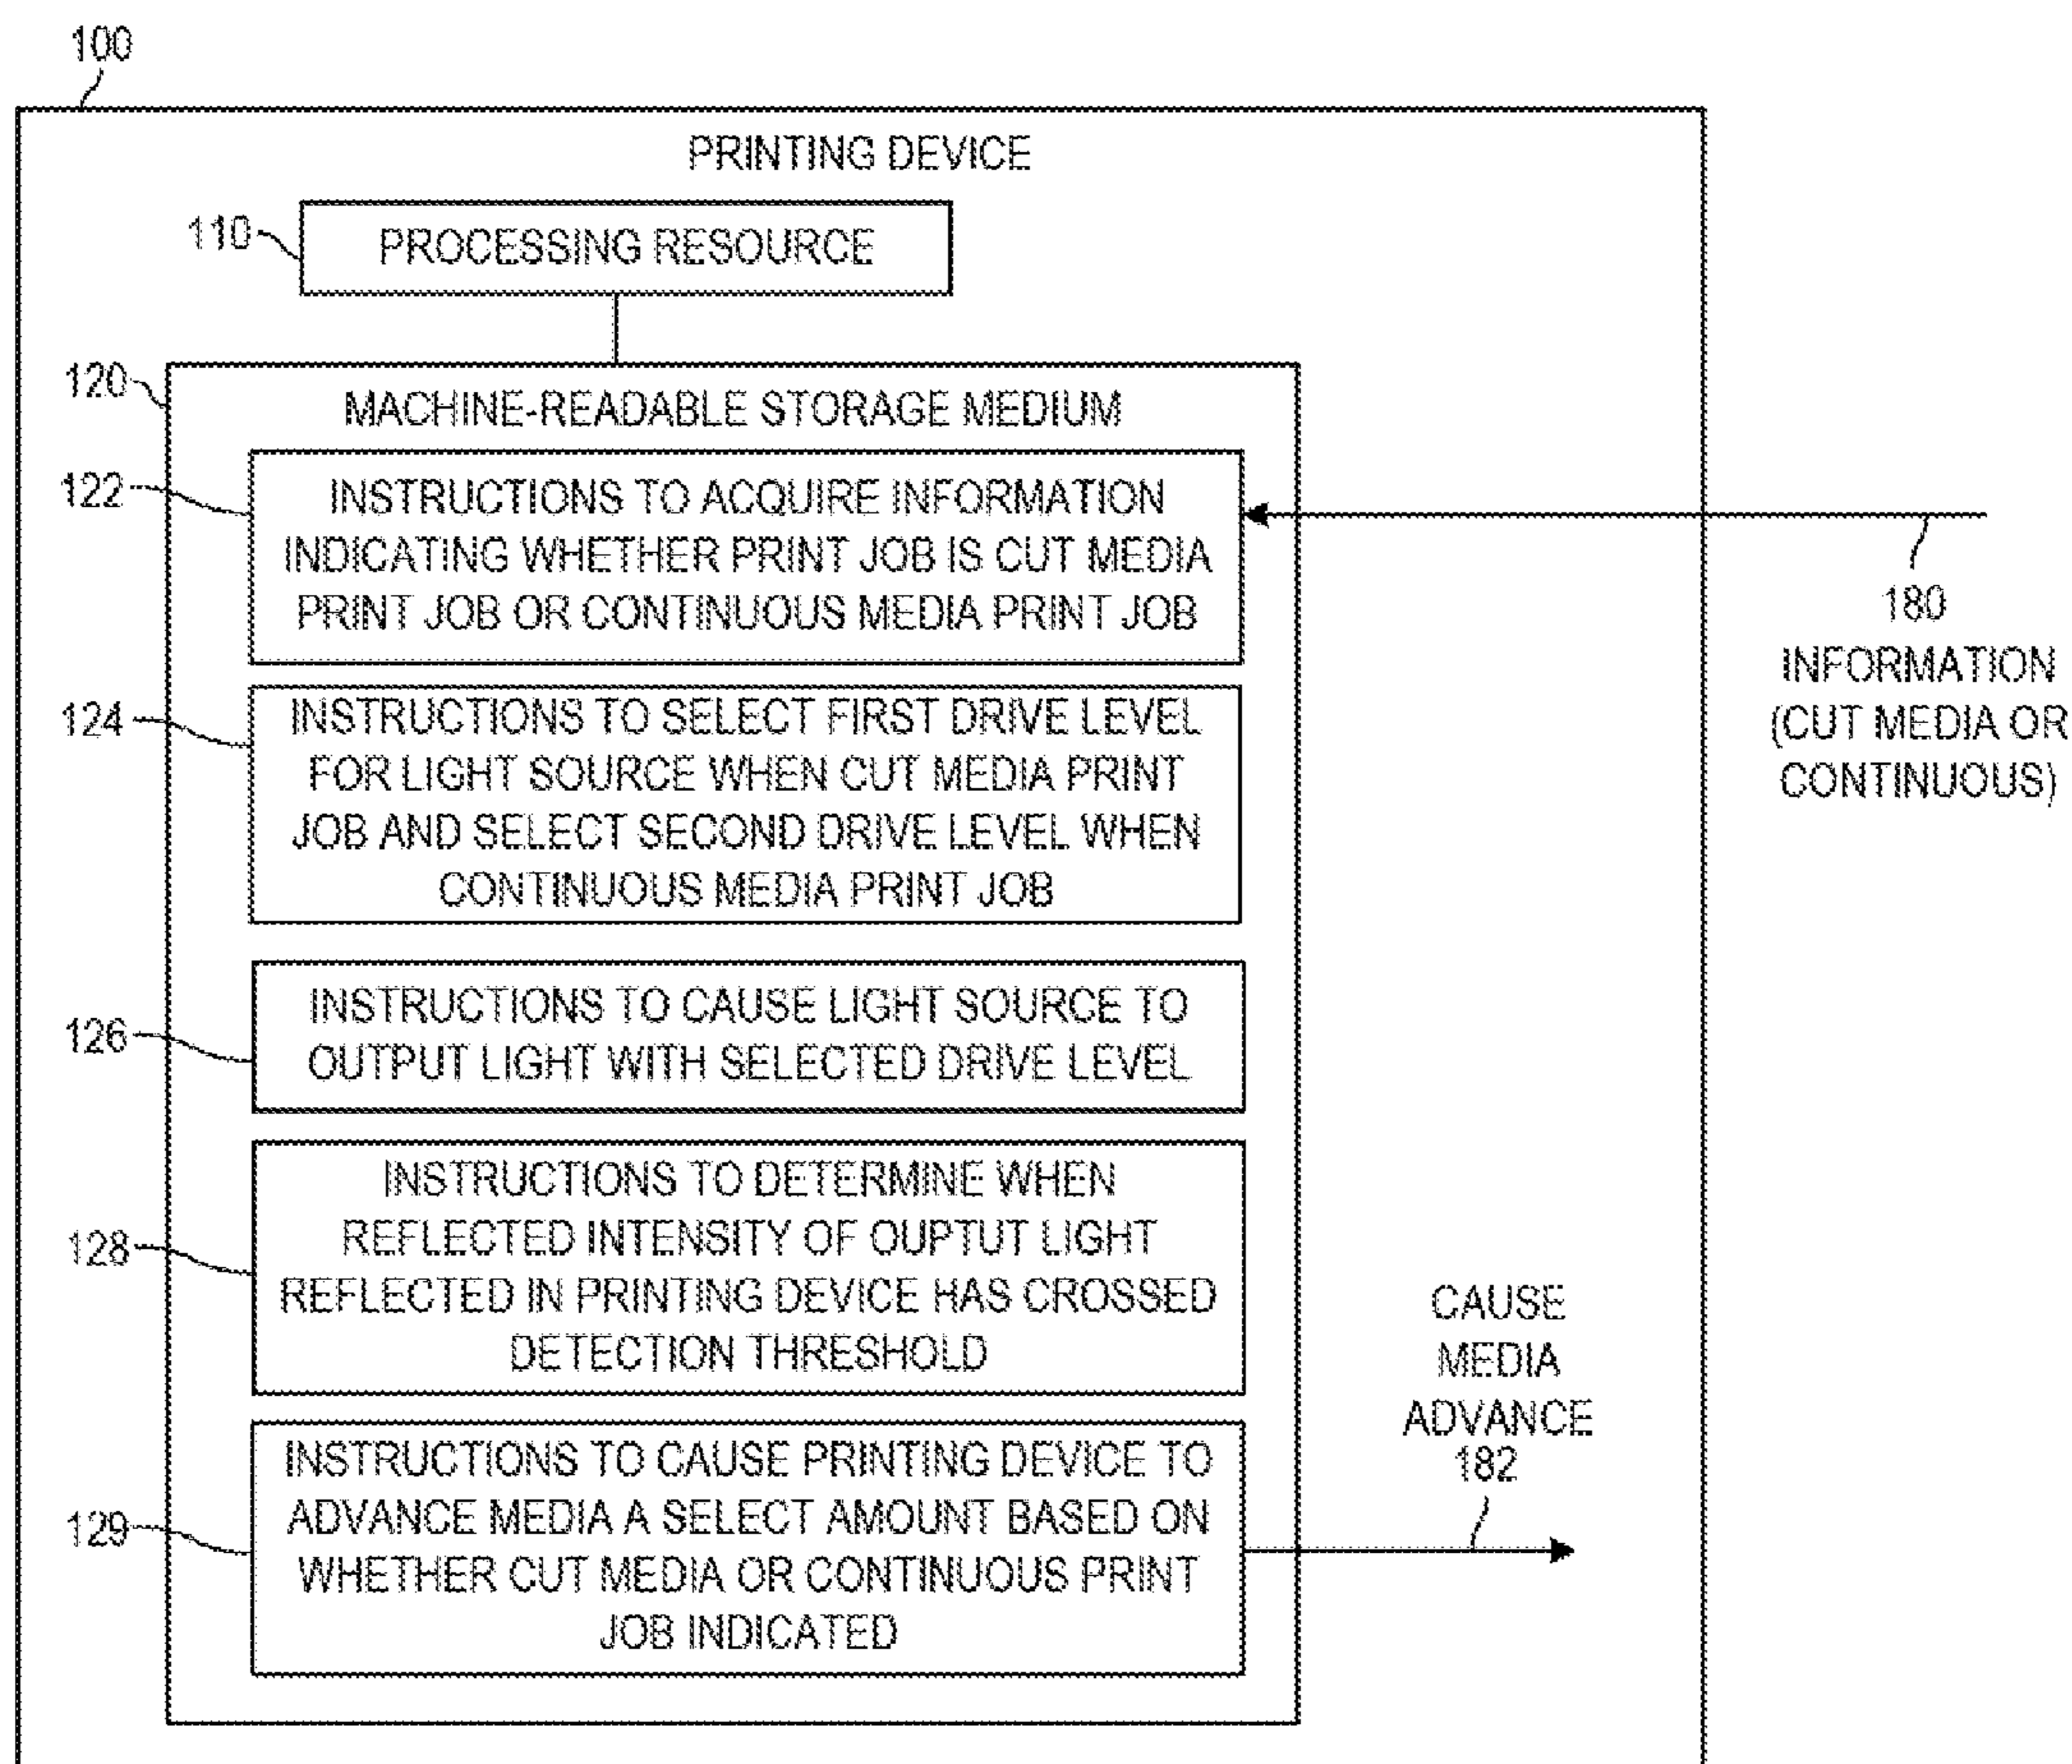 100
PRINTING DEVICE
110
PROCESSING RESOURCE
120
MACHINE-READABLE STORAGE MEDIUM
122
INSTRUCTIONS TO ACQUIRE INFORMATION
INDICATING WHETHER PRINT JOB IS CUT MEDIA
PRINT JOB OR CONTINUOUS MEDIA PRINT JOB
180
INFORMATION
(CUT MEDIA OR
CONTINUOUS)
124
INSTRUCTIONS TO SELECT FIRST DRIVE LEVEL
FOR LIGHT SOURCE WHEN CUT MEDIA PRINT
JOB AND SELECT SECOND DRIVE LEVEL WHEN
CONTINUOUS MEDIA PRINT JOB
126
INSTRUCTIONS TO CAUSE LIGHT SOURCE TO
OUTPUT LIGHT WITH SELECTED DRIVE LEVEL
128
INSTRUCTIONS TO DETERMINE WHEN
REFLECTED INTENSITY OF OUPTUT LIGHT
REFLECTED IN PRINTING DEVICE HAS CROSSED
DETECTION THRESHOLD
CAUSE
MEDIA
ADVANCE
182
129
INSTRUCTIONS TO CAUSE PRINTING DEVICE TO
ADVANCE MEDIA A SELECT AMOUNT BASED ON
WHETHER CUT MEDIA OR CONTINUOUS PRINT
JOB INDICATED